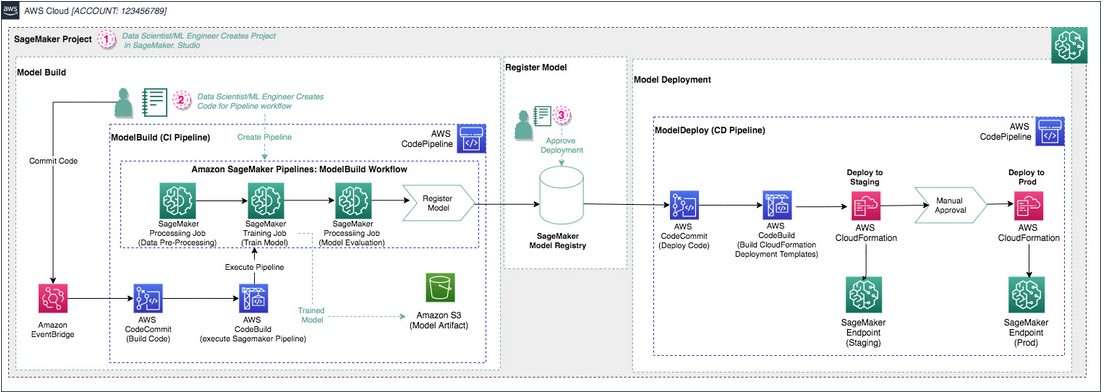 aws
AWS Cloud [ACCOUNT: 123456789]
SageMaker Project
1
Data Scientist/ML Engineer Creates Project
in SageMaker. Studio
Model Build
2
Data Scientist/ML Engineer Creates
Code for Pipeline workflow
Commit Code
ModelBuild (CI Pipeline)
Create Pipeline
AWS
CodePipeline
Amazon SageMaker Pipelines: ModelBuild Workflow
SageMaker
Processiing Job
(Data Pre-Processing)
SageMaker
Training Job
(Train Model)
SageMaker
Processiing Job
(Model Evaluation)
Register
Model
Execute Pipeline
Amazon
EventBridge
AWS
CodeCommit
(Build Code)
AWS
CodeBuild
(execute Sagemaker Pipeline)
Trained
Model
Amazon S3
(Model Artifact)
Register Model
3
Approve
Deployment
SageMaker
Model Registry
Model Deployment
ModelDeploy (CD Pipeline)
AWS
CodePipeline
AWS
CodeCommit
(Deploy Code)
AWS
CodeBuild
(Build CloudFormation
Deployment Templates)
Deploy to
Staging
AWS
CloudFormation
Manual
Approval
Deploy to
Prod
AWS
CloudFormation
SageMaker
Endpoint
(Staging)
SageMaker
Endpoint
(Prod)